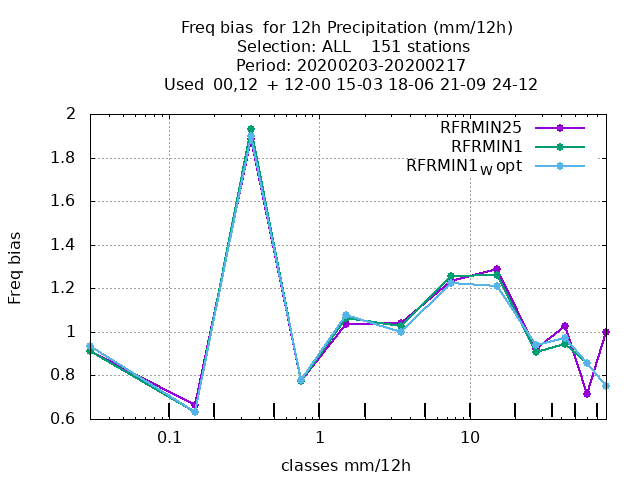 Freq bias  for 12h Precipitation (mm/12h)
Selection: ALL    151 stations
Period: 20200203-20200217
Used  00,12  + 12-00 15-03 18-06 21-09 24-12
RFRMIN25
RFRMIN1
RFRMIN1W opt
2
1.8
1.6
1.4
1.2
1
0.8
0.6
Freq bias
0.1
1
10
classes mm/12h